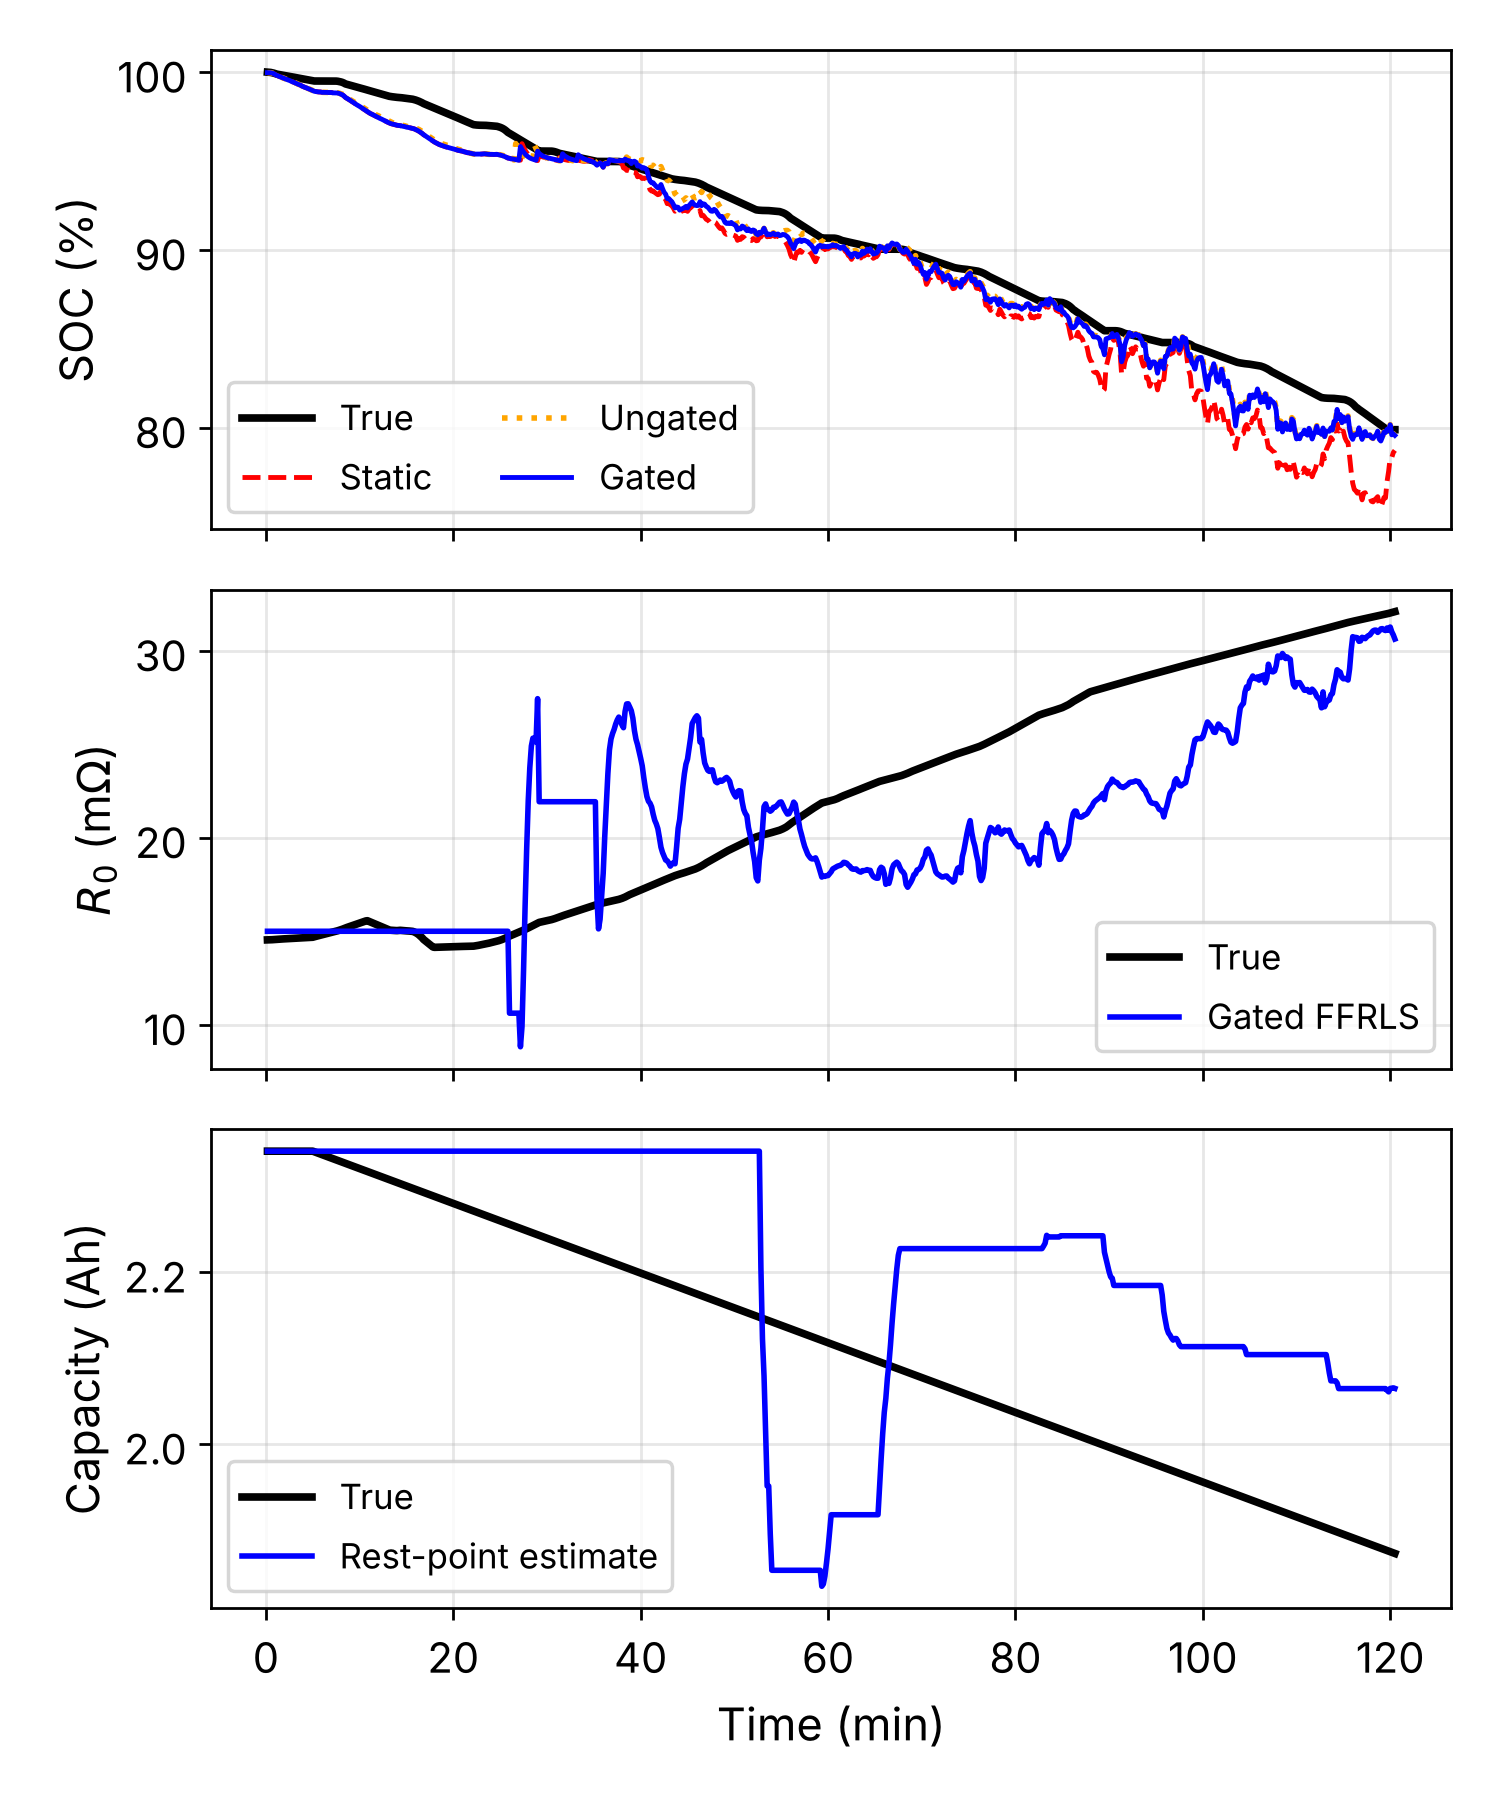 100
90
80
SOC (%)
True
Ungated
Static
Gated
30
20
10
R0 (mΩ)
True
Gated FFRLS
2.2
2.0
Capacity (Ah)
True
Rest-point estimate
0 20 40 60 80 100 120
Time (min)